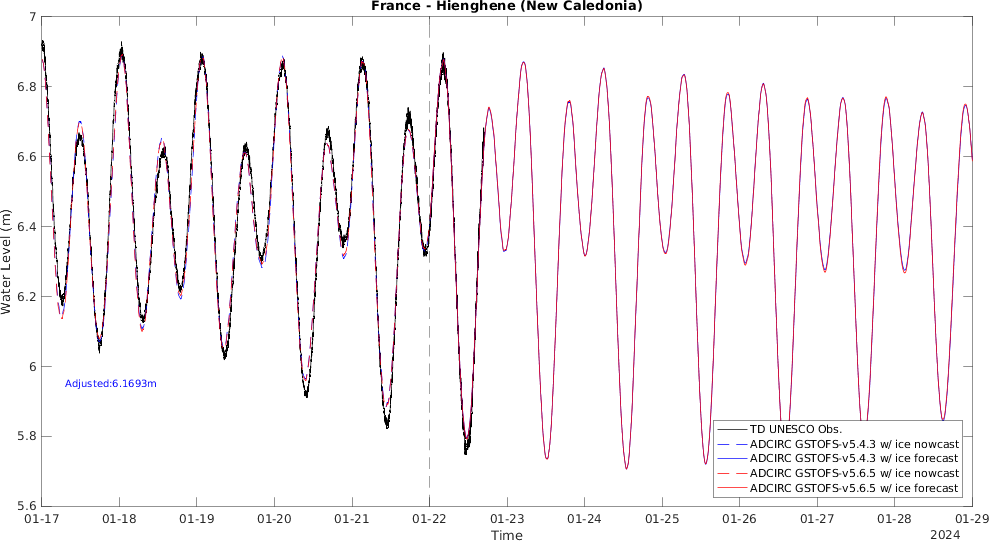 France - Hienghene (New Caledonia)
7
6.8
6.6
6.4
6.2
6
5.8
5.6
Water Level (m)
Adjusted:6.1693m
TD UNESCO Obs.
ADCIRC GSTOFS-v5.4.3 w/ ice nowcast
ADCIRC GSTOFS-v5.4.3 w/ ice forecast
ADCIRC GSTOFS-v5.6.5 w/ ice nowcast
ADCIRC GSTOFS-v5.6.5 w/ ice forecast
01-17 01-18 01-19 01-20 01-21 01-22 01-23 01-24 01-25 01-26 01-27 01-28 01-29
Time
2024